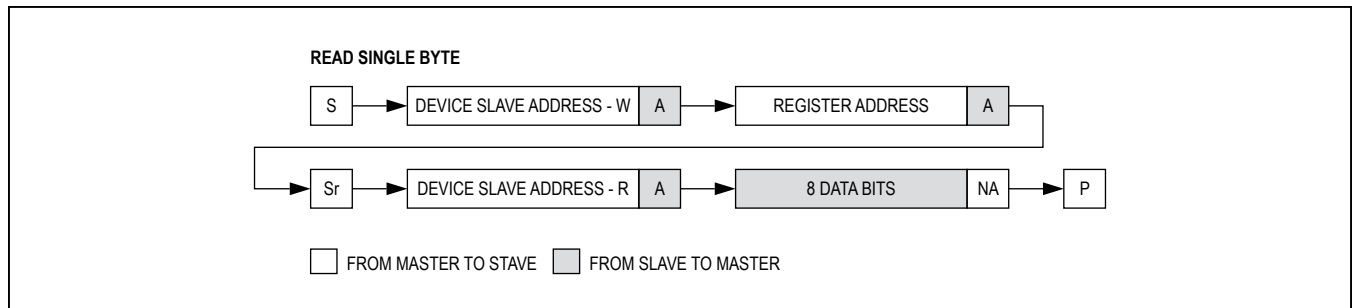 READ SINGLE BYTE
S DEVICE SLAVE ADDRESS - W A REGISTER ADDRESS A
Sr DEVICE SLAVE ADDRESS - R A 8 DATA BITS NA P
FROM MASTER TO STAVE FROM SLAVE TO MASTER